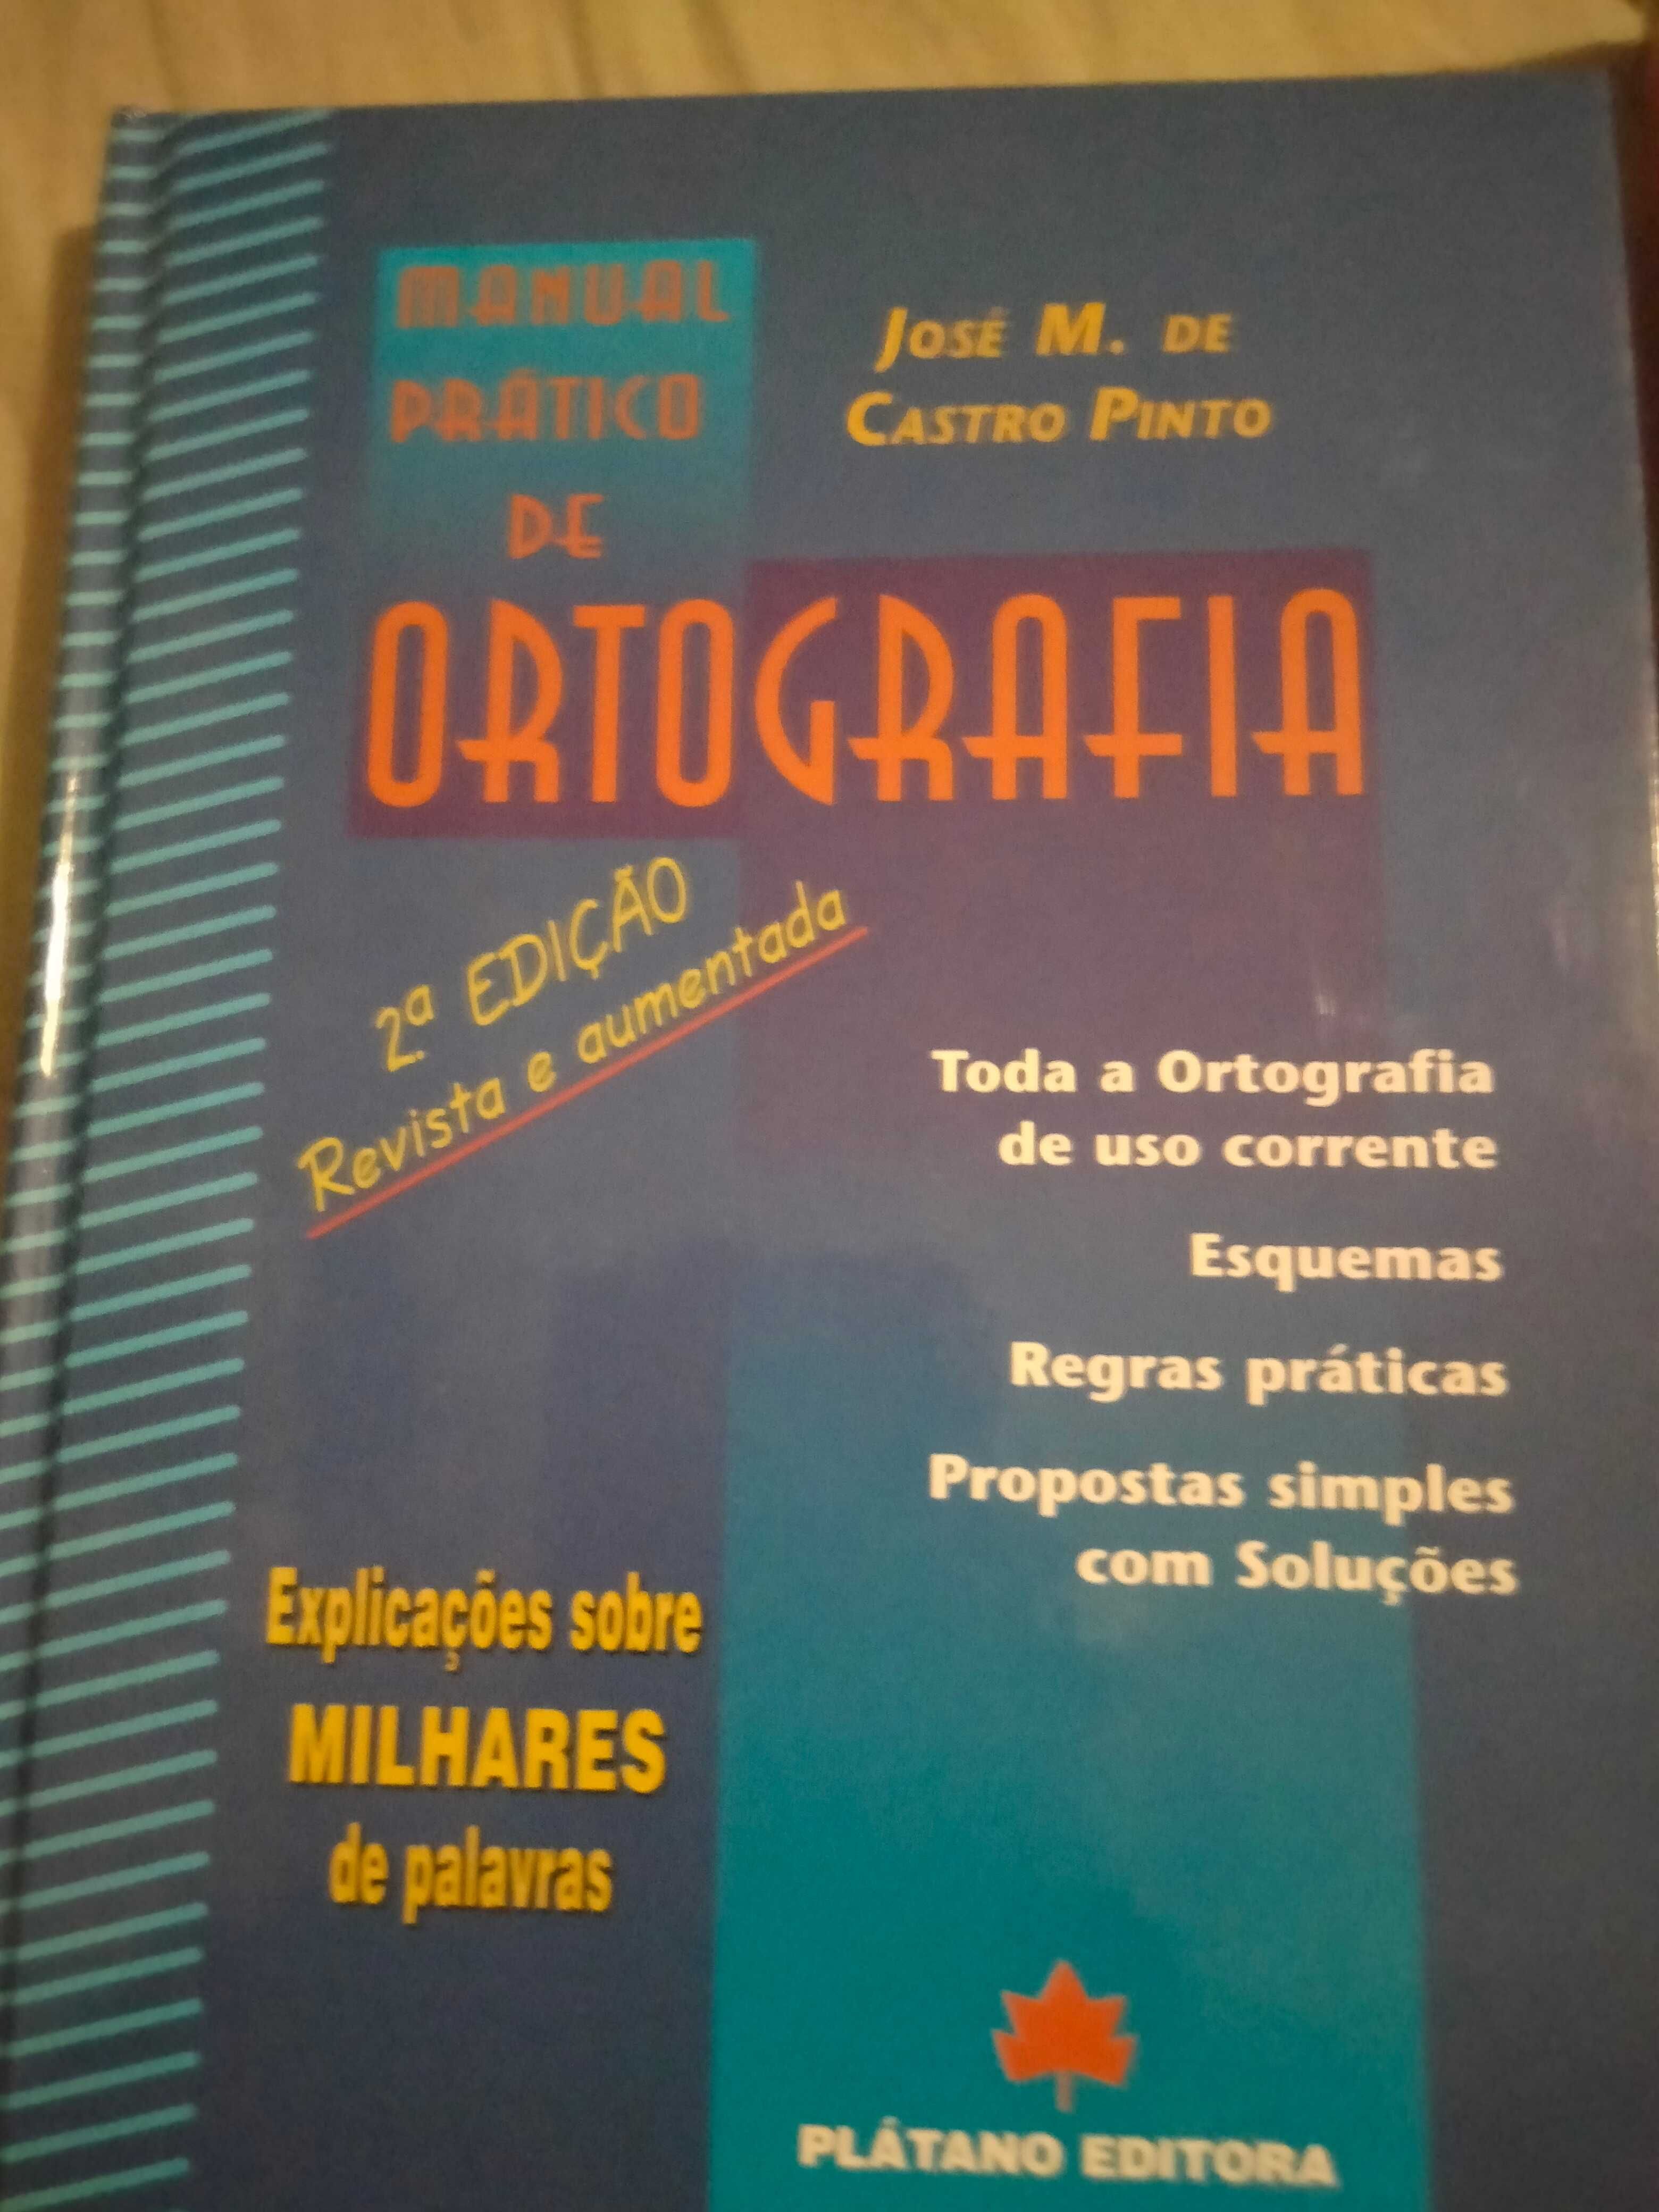 MANUAL
PRÁTICO
DE
ORTOGRAFIA
JOSÉ M. DE
CASTRO PINTO
2.ª EDIÇÃO
Revista e aumentada
Toda a Ortografia
de uso corrente
Esquemas
Regras práticas
Propostas simples
com Soluções
Explicações sobre
MILHARES
de palavras
PLÁTANO EDITORA